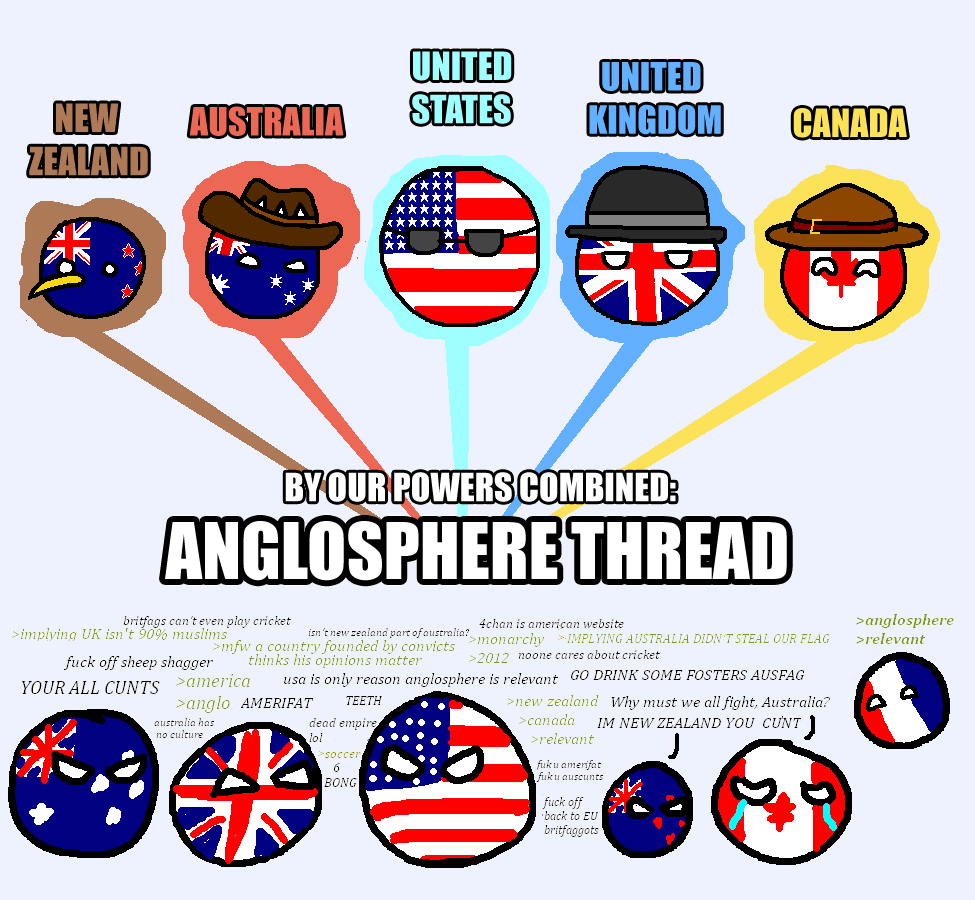 UNITED
STATES
UNITED
KINGDOM
NEW
ZEALAND
AUSTRALIA
CANADA
BY OUR POWERS COMBINED:
ANGLOSPHERE THREAD
britfags can't even play cricket
>implying UK isn't 90% muslims
isn't new zealand part of australia?
4chan is american website
>monarchy
>IMPLYING AUSTRALIA DIDN'T STEAL OUR FLAG
>anglosphere
>relevant
>mfw a country founded by convicts
thinks his opinions matter
>2012
noone cares about cricket
fuck off sheep shagger
YOUR ALL CUNTS
>america
>anglo
usa is only reason anglosphere is relevant
GO DRINK SOME FOSTERS AUSFAG
AMERIFAT
TEETH
>new zealand
>canada
>relevant
Why must we all fight, Australia?
IM NEW ZEALAND YOU CUNT
australia has
no culture
dead empire
lol
>soccer
6
BONG
fuk u amerifat
fuk u auscunts
fuck off
back to EU
britfaggots